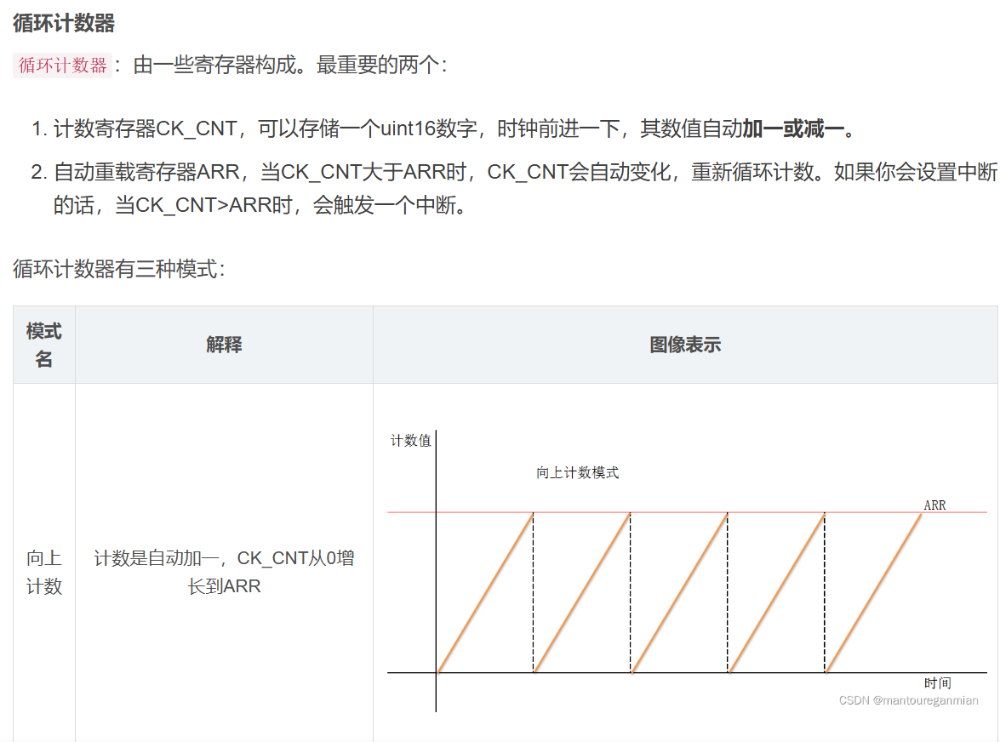 循环计数器
循环计数器：由一些寄存器构成。最重要的两个：
1. 计数寄存器CK_CNT，可以存储一个uint16数字，时钟前进一下，其数值自动加一或减一。
2. 自动重载寄存器ARR，当CK_CNT大于ARR时，CK_CNT会自动变化，重新循环计数。如果你会设置中断
的话，当CK_CNT>ARR时，会触发一个中断。
循环计数器有三种模式：
模式
名
解释
图像表示
向上
计数
计数是自动加一，CK_CNT从0增
长到ARR
计数值
向上计数模式
ARR
时间
CSDN @mantoureganmian